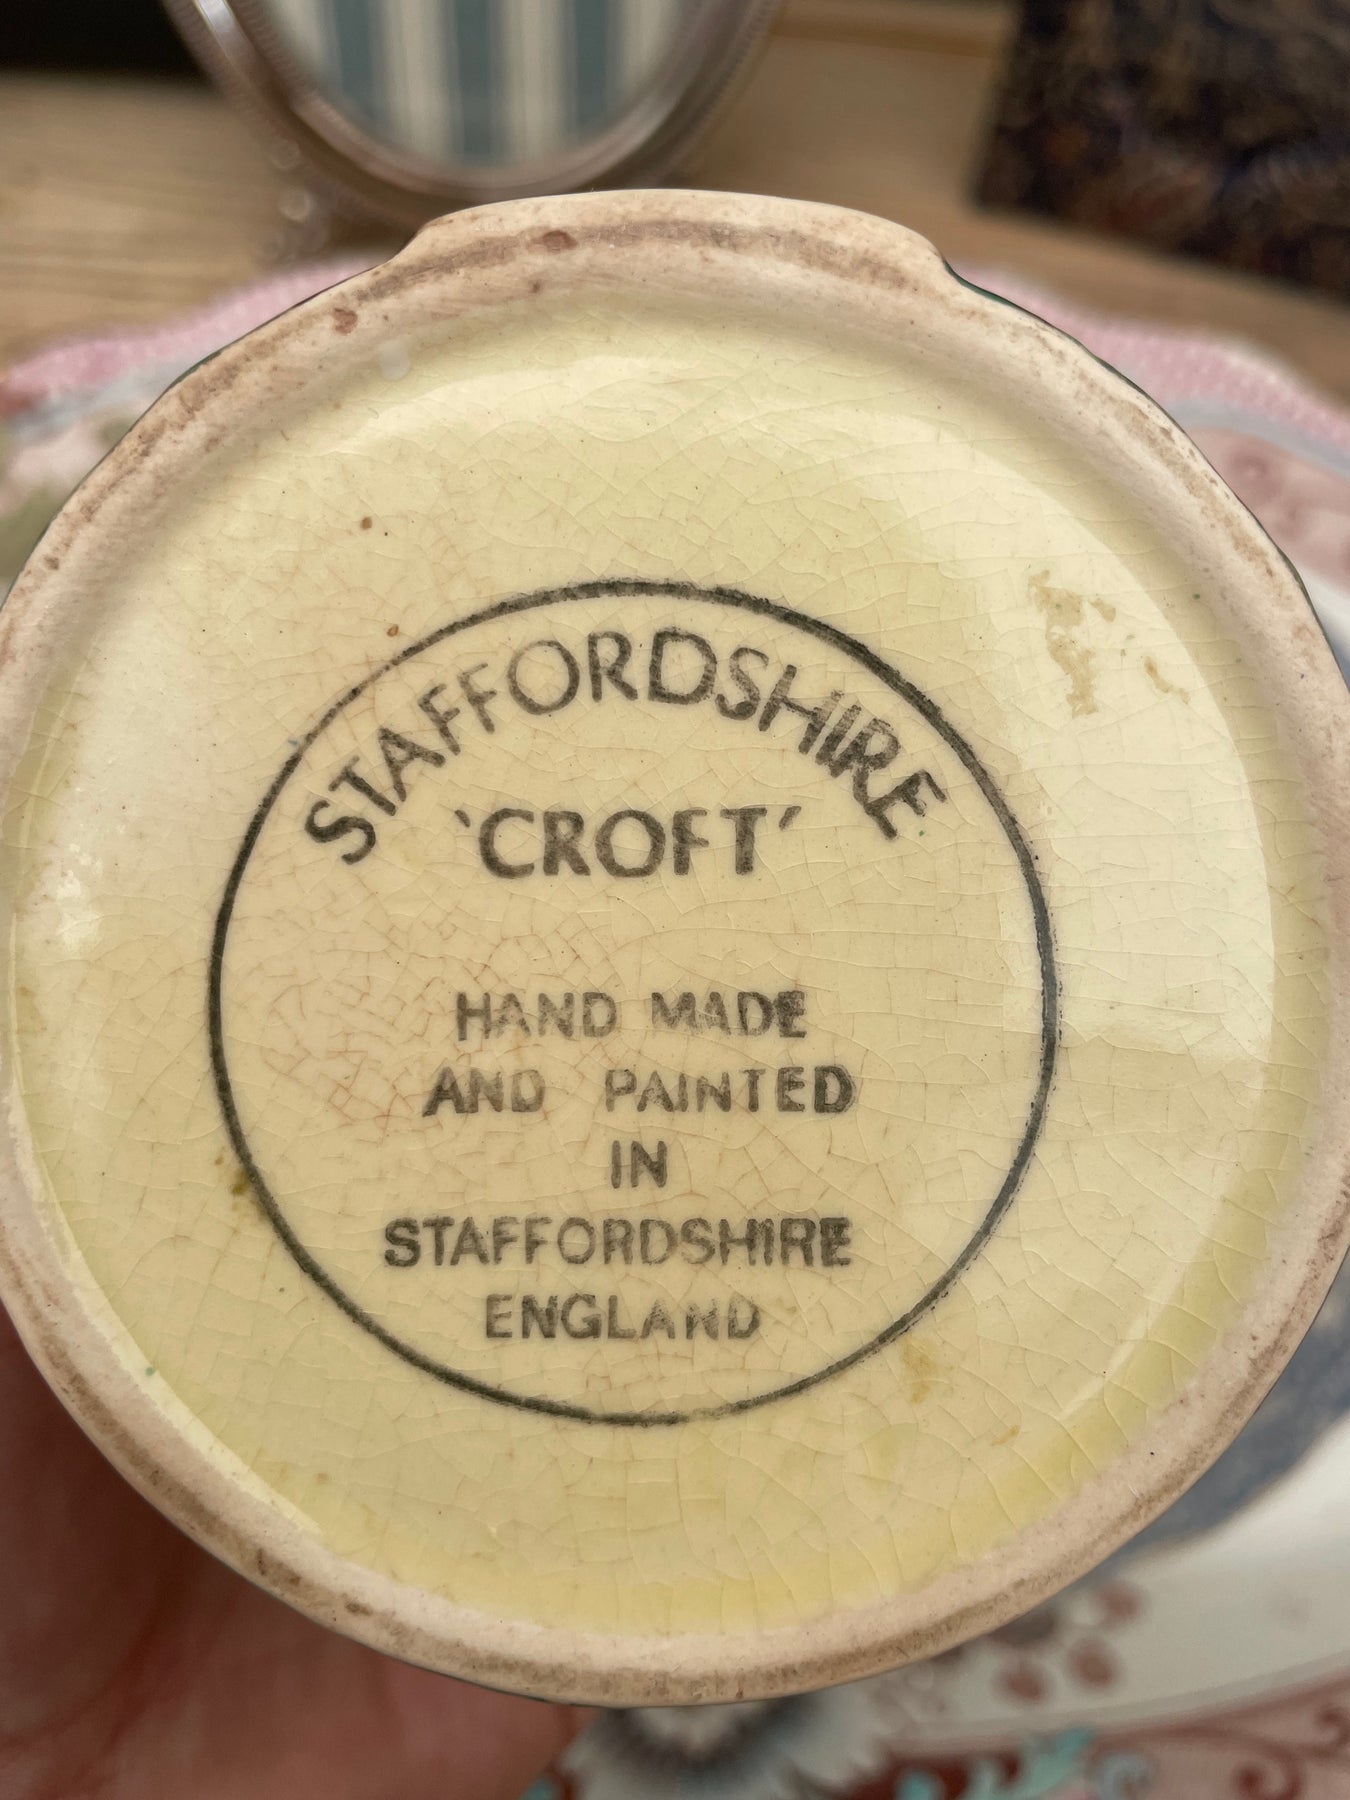 STAFFORDSHIRE
'CROFT'
HAND MADE
AND PAINTED
IN
STAFFORDSHIRE
ENGLAND